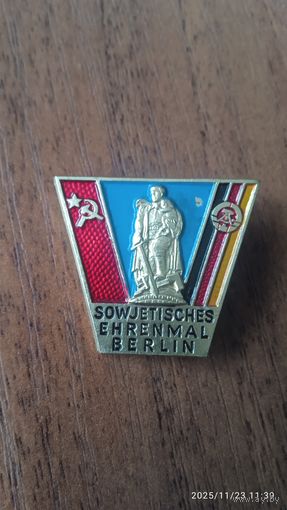 SOWJETISCHES
EHRENMAL
BERLIN
2025/11/23 11:39